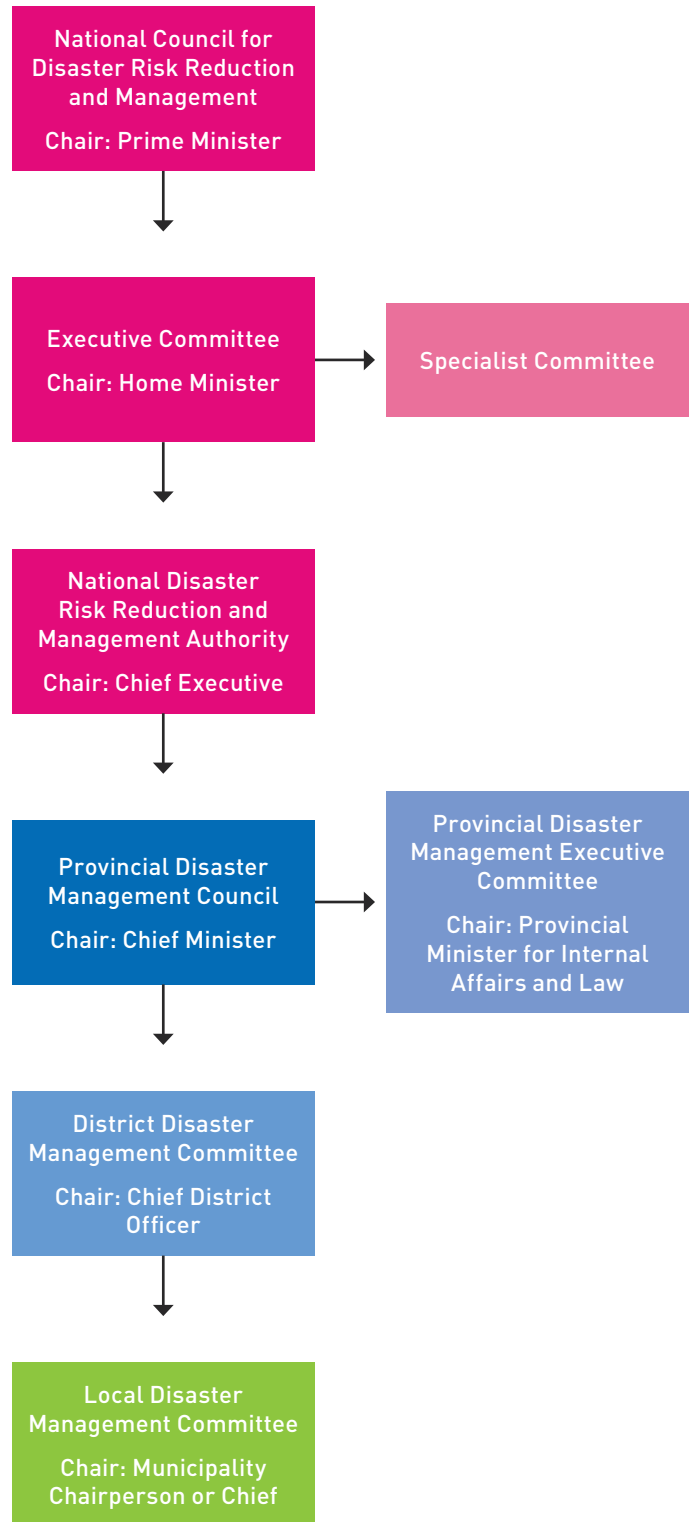 National Council for
Disaster Risk Reduction
and Management
Chair: Prime Minister
Executive Committee
Chair: Home Minister
Specialist Committee
National Disaster
Risk Reduction and
Management Authority
Chair: Chief Executive
Provincial Disaster
Management Council
Chair: Chief Minister
Provincial Disaster
Management Executive
Committee
Chair: Provincial
Minister for Internal
Affairs and Law
District Disaster
Management Committee
Chair: Chief District
Officer
Local Disaster
Management Committee
Chair: Municipality
Chairperson or Chief